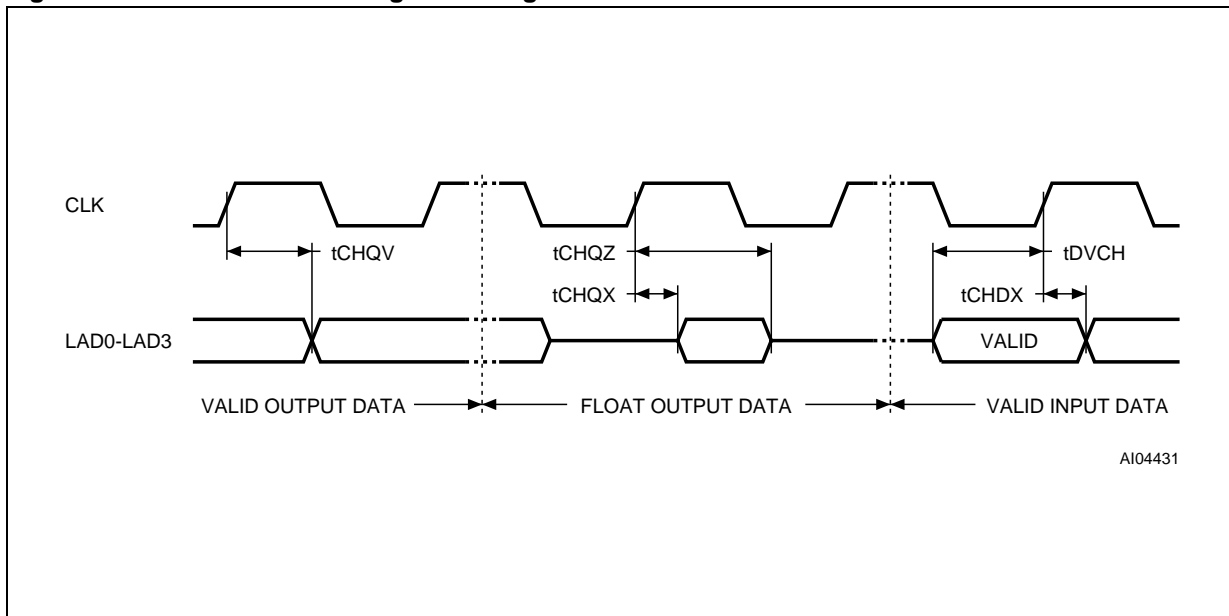 CLK
tCHQV
tCHQZ
tDVCH
tCHQX
tCHDX
LAD0-LAD3
VALID
VALID OUTPUT DATA
FLOAT OUTPUT DATA
VALID INPUT DATA
AI04431